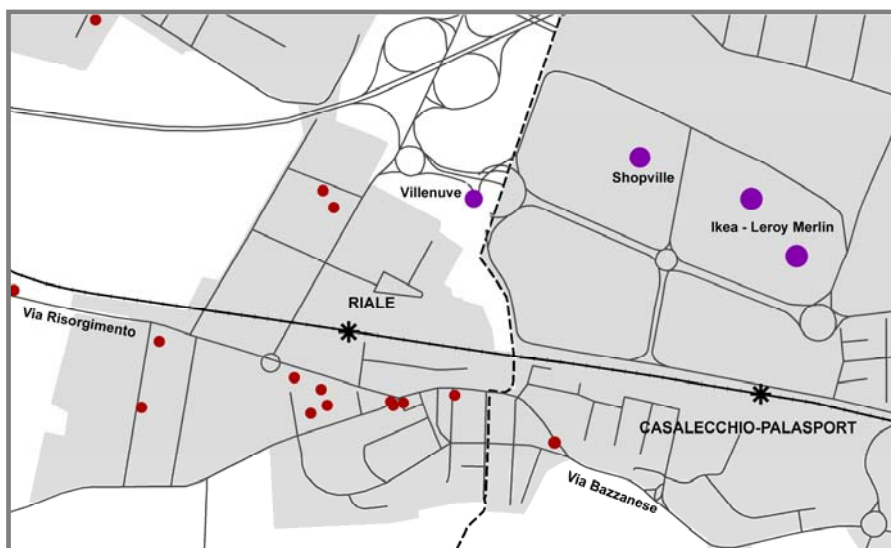 Shopville
Villenuve
Ikea - Leroy Merlin
RIALE
Via Risorgimento
CASALECCHIO-PALASPORT
Via Bazzanese